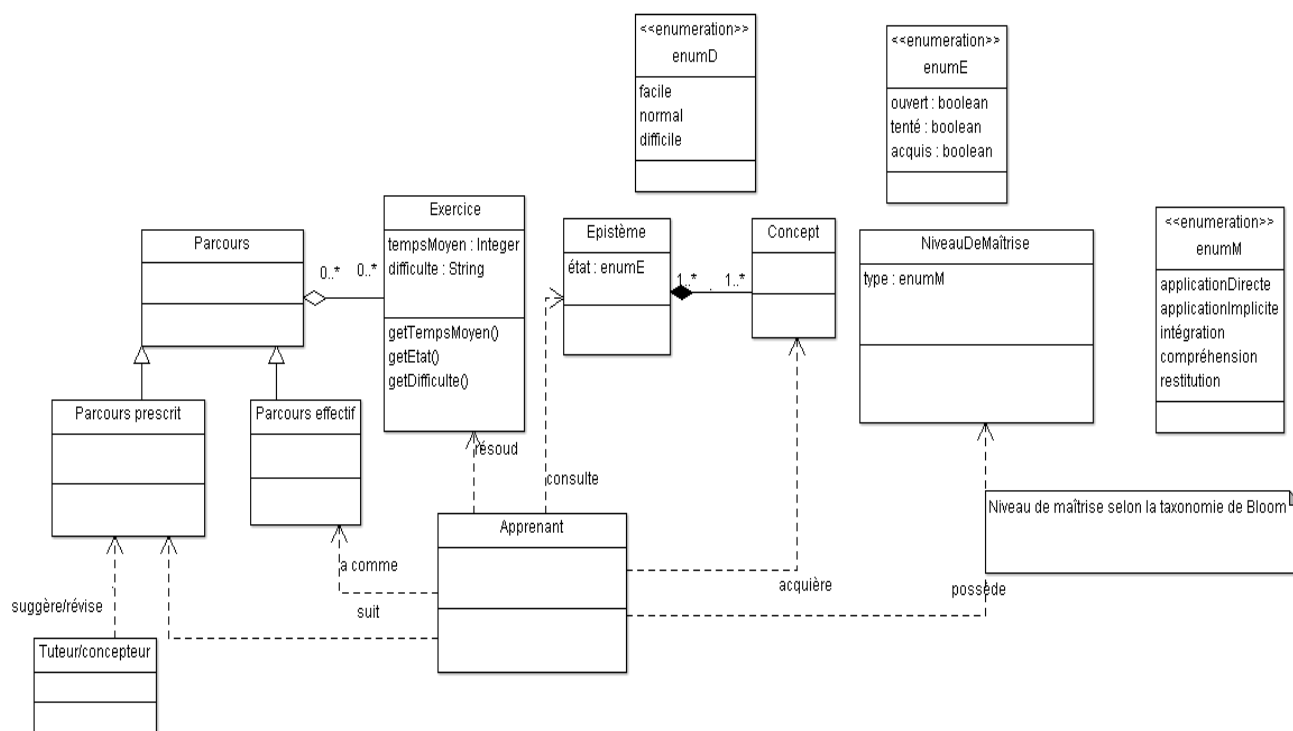 <<enumeration>>
enumD
facile
normal
difficile
<<enumeration>>
enumE
ouvert : boolean
tenté : boolean
acquis : boolean
<<enumeration>>
enumM
applicationDirecte
applicationImplicite
intégration
compréhension
restitution
Parcours
0..*
0..*
Exercice
tempsMoyen : Integer
difficulte : String
getTempsMoyen()
getEtat()
getDifficulte()
Epistème
état : enumE
1..*
1..*
Concept
NiveauDeMaîtrise
type : enumM
Parcours prescrit
Parcours effectif
résoud
consulte
Niveau de maîtrise selon la taxonomie de Bloom
Apprenant
a comme
acquière
possède
suggère/révise
suit
Tuteur/concepteur